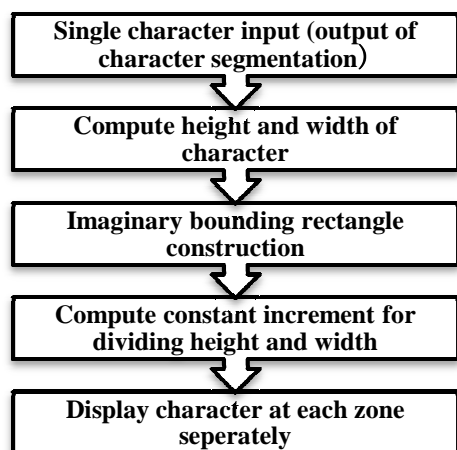 Single character input (output of
character segmentation）
Compute height and width of
character
Imaginary bounding rectangle
construction
Compute constant increment for
dividing height and width
Display character at each zone
seperately